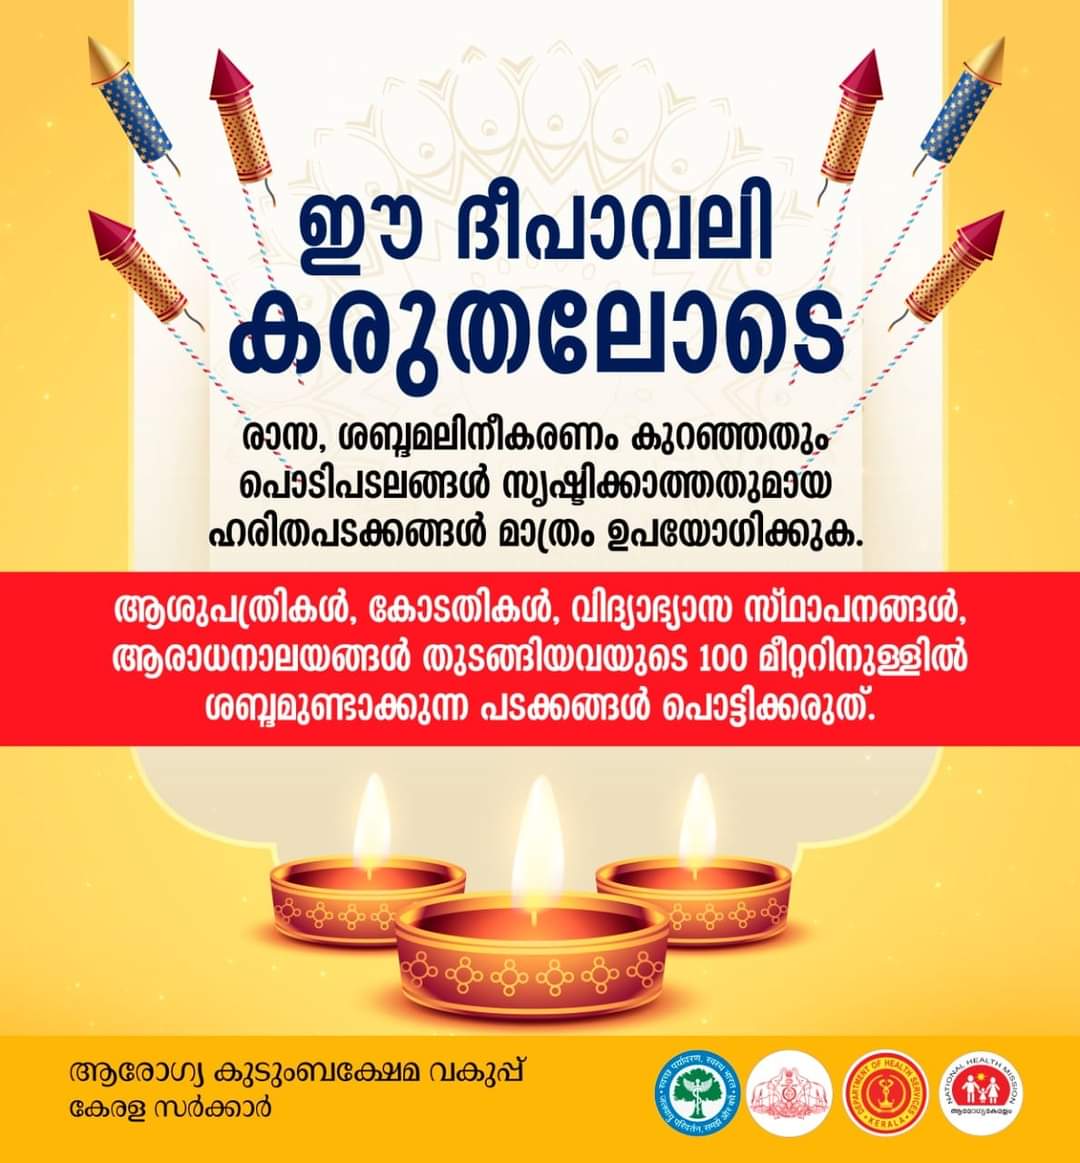 ഈ ദീപാവലി
കരുതലോടെ
രാസ, ശബ്ദമലിനീകരണം കുറഞ്ഞതും
പൊടിപടലങ്ങൾ സൃഷ്ടിക്കാത്തതുമായ
ഹരിതപടക്കങ്ങൾ മാത്രം ഉപയോഗിക്കുക.
ആശുപത്രികൾ, കോടതികൾ, വിദ്യാഭ്യാസ സ്ഥാപനങ്ങൾ,
ആരാധനാലയങ്ങൾ തുടങ്ങിയവയുടെ 100 മീറ്ററിനുള്ളിൽ
ശബ്ദമുണ്ടാക്കുന്ന പടക്കങ്ങൾ പൊട്ടിക്കരുത്.
ആരോഗ്യ കുടുംബക്ഷേമ വകുപ്പ്
കേരള സർക്കാർ
DEPARTMENT OF HEALTH SERVICES
KERALA
NATIONAL HEALTH MISSION
ആരോഗ്യകേരളം